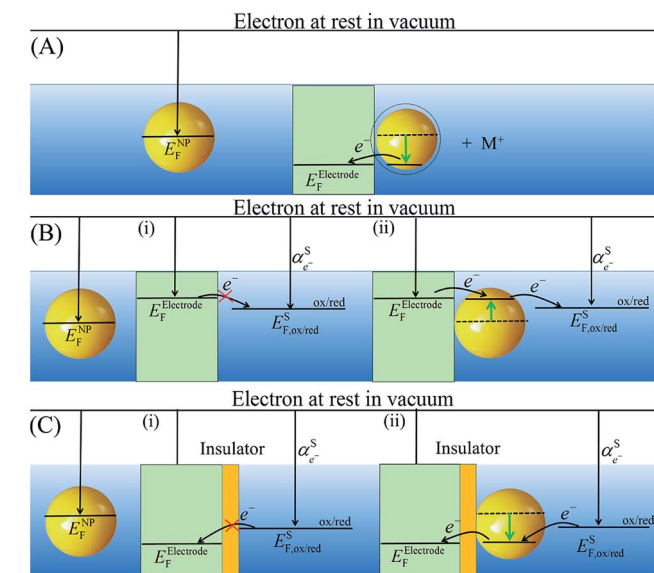 Electron at rest in vacuum
(A)
E_F^NP
e⁻
E_F^Electrode
+ M⁺
Electron at rest in vacuum
(B)
(i)
(ii)
α_e⁻^S
α_e⁻^S
e⁻
e⁻
e⁻
ox/red
ox/red
E_F^NP
E_F^Electrode
E_F,ox/red^S
E_F^Electrode
E_F,ox/red^S
Electron at rest in vacuum
(C)
(i)
(ii)
Insulator
Insulator
α_e⁻^S
α_e⁻^S
E_F^NP
e⁻
ox/red
e⁻
e⁻
ox/red
E_F^Electrode
E_F,ox/red^S
E_F^Electrode
E_F,ox/red^S